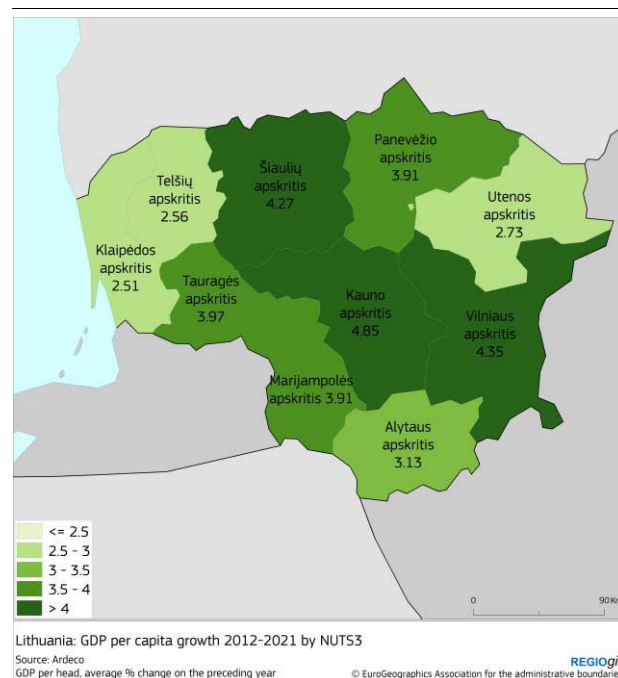 Panevėžio
apskritis
3.91
Šiaulių
apskritis
4.27
Telšių
apskritis
2.56
Utenos
apskritis
2.73
Klaipėdos
apskritis
2.51
Tauragės
apskritis
3.97
Kauno
apskritis
4.85
Vilniaus
apskritis
4.35
Marijampolės
apskritis 3.91
Alytaus
apskritis
3.13
<= 2.5
2.5 - 3
3 - 3.5
3.5 - 4
> 4
0 90 Km
Lithuania: GDP per capita growth 2012-2021 by NUTS3
Source: Ardeco
GDP per head, average % change on the preceding year
REGIOgi
© EuroGeographics Association for the administrative boundarie